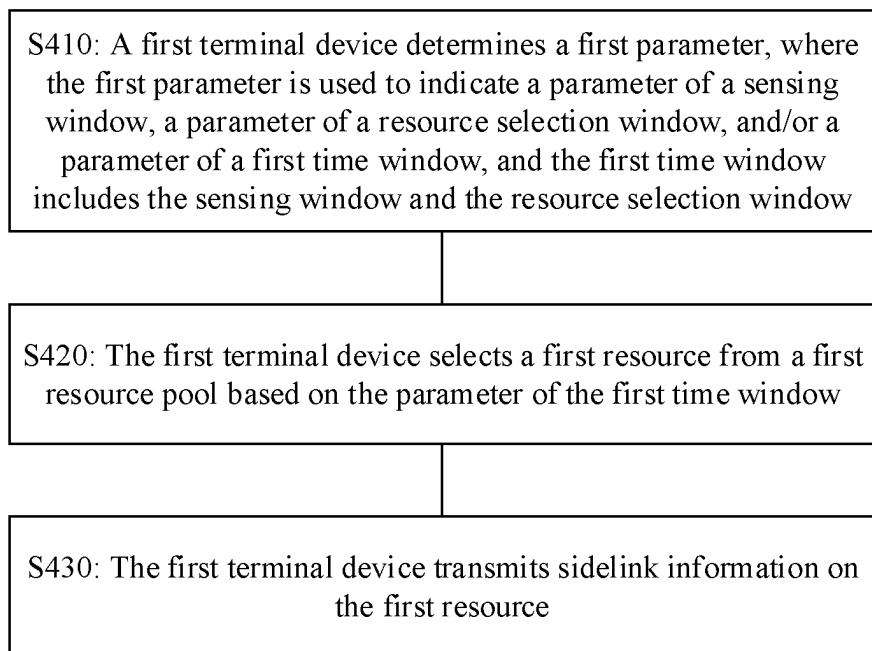 S410: A first terminal device determines a first parameter, where
the first parameter is used to indicate a parameter of a sensing
window, a parameter of a resource selection window, and/or a
parameter of a first time window, and the first time window
includes the sensing window and the resource selection window
S420: The first terminal device selects a first resource from a first
resource pool based on the parameter of the first time window
S430: The first terminal device transmits sidelink information on
the first resource